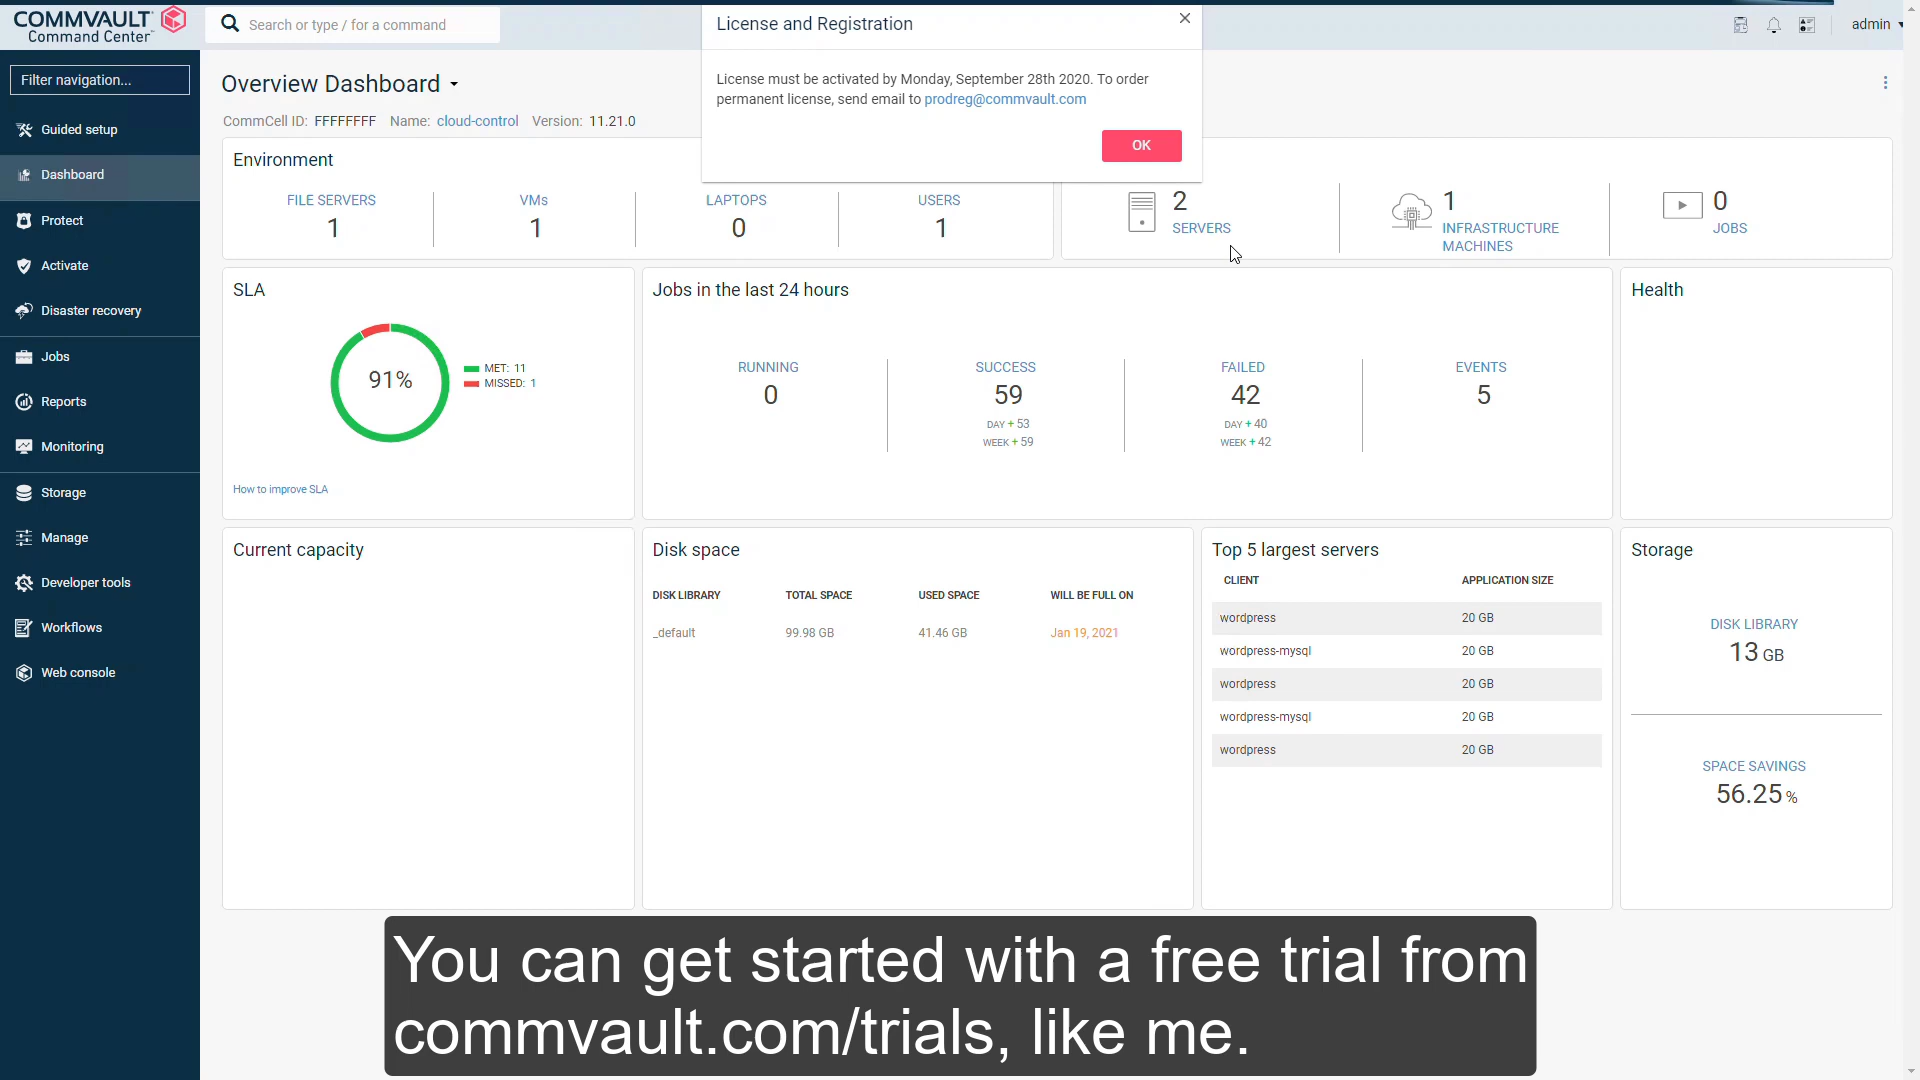 COMMVAULT
Command Center
Search or type / for a command
License and Registration
admin
License must be activated by Monday, September 28th 2020. To order
permanent license, send email to prodreg@commvault.com
OK
Filter navigation...
Guided setup
Dashboard
Protect
Activate
Disaster recovery
Jobs
Reports
Monitoring
Storage
Manage
Developer tools
Workflows
Web console
Overview Dashboard
CommCell ID: FFFFFFFF Name: cloud-control Version: 11.21.0
Environment
FILE SERVERS
1
VMs
1
LAPTOPS
0
USERS
1
2
SERVERS
1
INFRASTRUCTURE
MACHINES
0
JOBS
SLA
91%
MET: 11
MISSED: 1
How to improve SLA
Jobs in the last 24 hours
RUNNING
0
SUCCESS
59
DAY + 53
WEEK + 59
FAILED
42
DAY + 40
WEEK + 42
EVENTS
5
Health
Current capacity
Disk space
DISK LIBRARY TOTAL SPACE USED SPACE WILL BE FULL ON
_default 99.98 GB 41.46 GB Jan 19, 2021
Top 5 largest servers
CLIENT APPLICATION SIZE
wordpress 20 GB
wordpress-mysql 20 GB
wordpress 20 GB
wordpress-mysql 20 GB
wordpress 20 GB
Storage
DISK LIBRARY
13 GB
SPACE SAVINGS
56.25 %
You can get started with a free trial from
commvault.com/trials, like me.